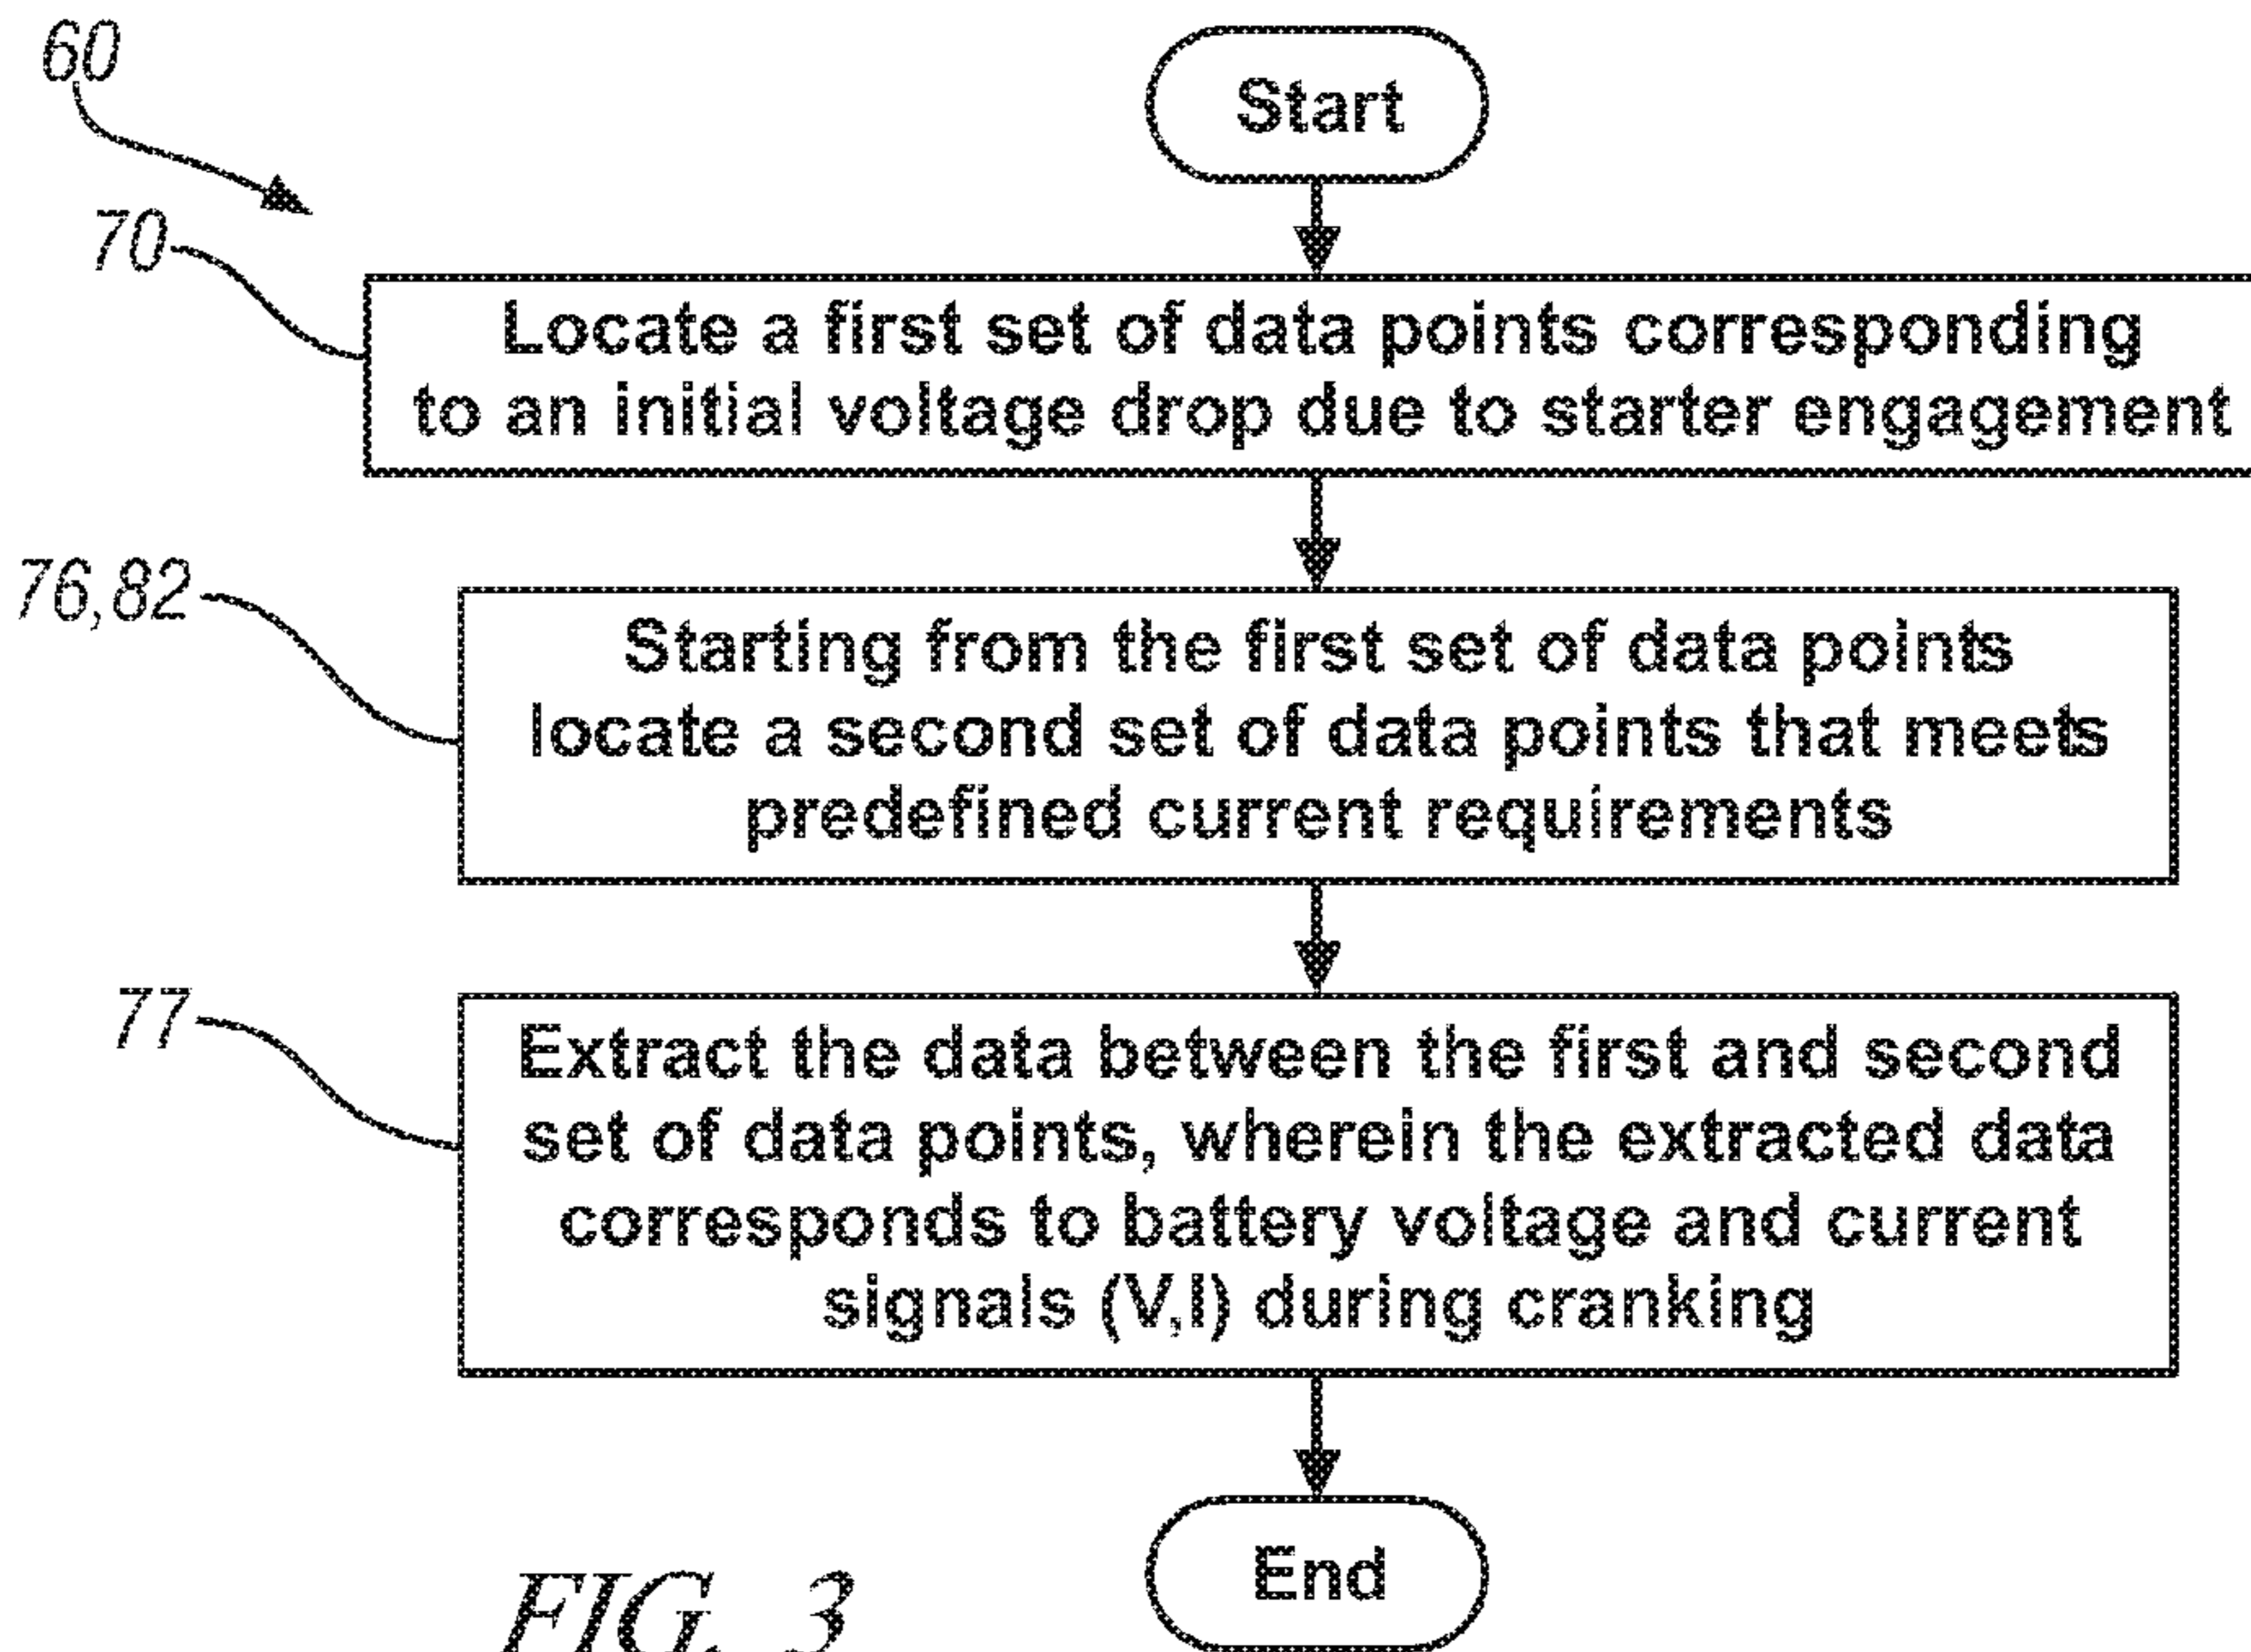 60
Start
70
Locate a first set of data points corresponding
to an initial voltage drop due to starter engagement
76,82
Starting from the first set of data points
locate a second set of data points that meets
predefined current requirements
77
Extract the data between the first and second
set of data points, wherein the extracted data
corresponds to battery voltage and current
signals (V,I) during cranking
End
FIG. 3